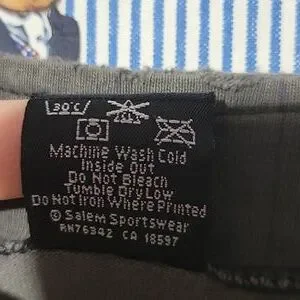 30°C
Machine Wash Cold
Inside Out
Do Not Bleach
Tumble Dry Low
Do Not Iron Where Printed
© Salem Sportswear
RN76342 CA 18597